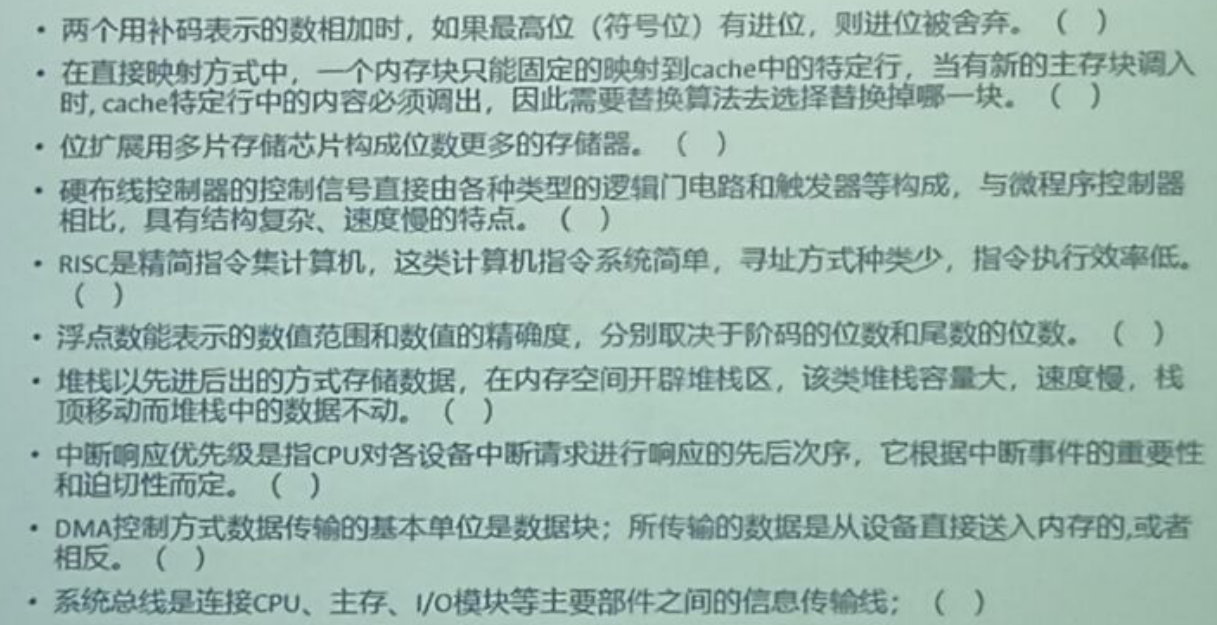 • 两个用补码表示的数相加时，如果最高位（符号位）有进位，则进位被舍弃。（ ）
• 在直接映射方式中，一个内存块只能固定的映射到cache中的特定行，当有新的主存块调入
时, cache特定行中的内容必须调出，因此需要替换算法去选择替换掉哪一块。（ ）
• 位扩展用多片存储芯片构成位数更多的存储器。（ ）
• 硬布线控制器的控制信号直接由各种类型的逻辑门电路和触发器等构成，与微程序控制器
相比，具有结构复杂、速度慢的特点。（ ）
• RISC是精简指令集计算机，这类计算机指令系统简单，寻址方式种类少，指令执行效率低。
（ ）
• 浮点数能表示的数值范围和数值的精确度，分别取决于阶码的位数和尾数的位数。（ ）
• 堆栈以先进后出的方式存储数据，在内存空间开辟堆栈区，该类堆栈容量大，速度慢，栈
顶移动而堆栈中的数据不动。（ ）
• 中断响应优先级是指CPU对各设备中断请求进行响应的先后次序，它根据中断事件的重要性
和迫切性而定。（ ）
• DMA控制方式数据传输的基本单位是数据块；所传输的数据是从设备直接送入内存的,或者
相反。（ ）
• 系统总线是连接CPU、主存、I/O模块等主要部件之间的信息传输线；（ ）